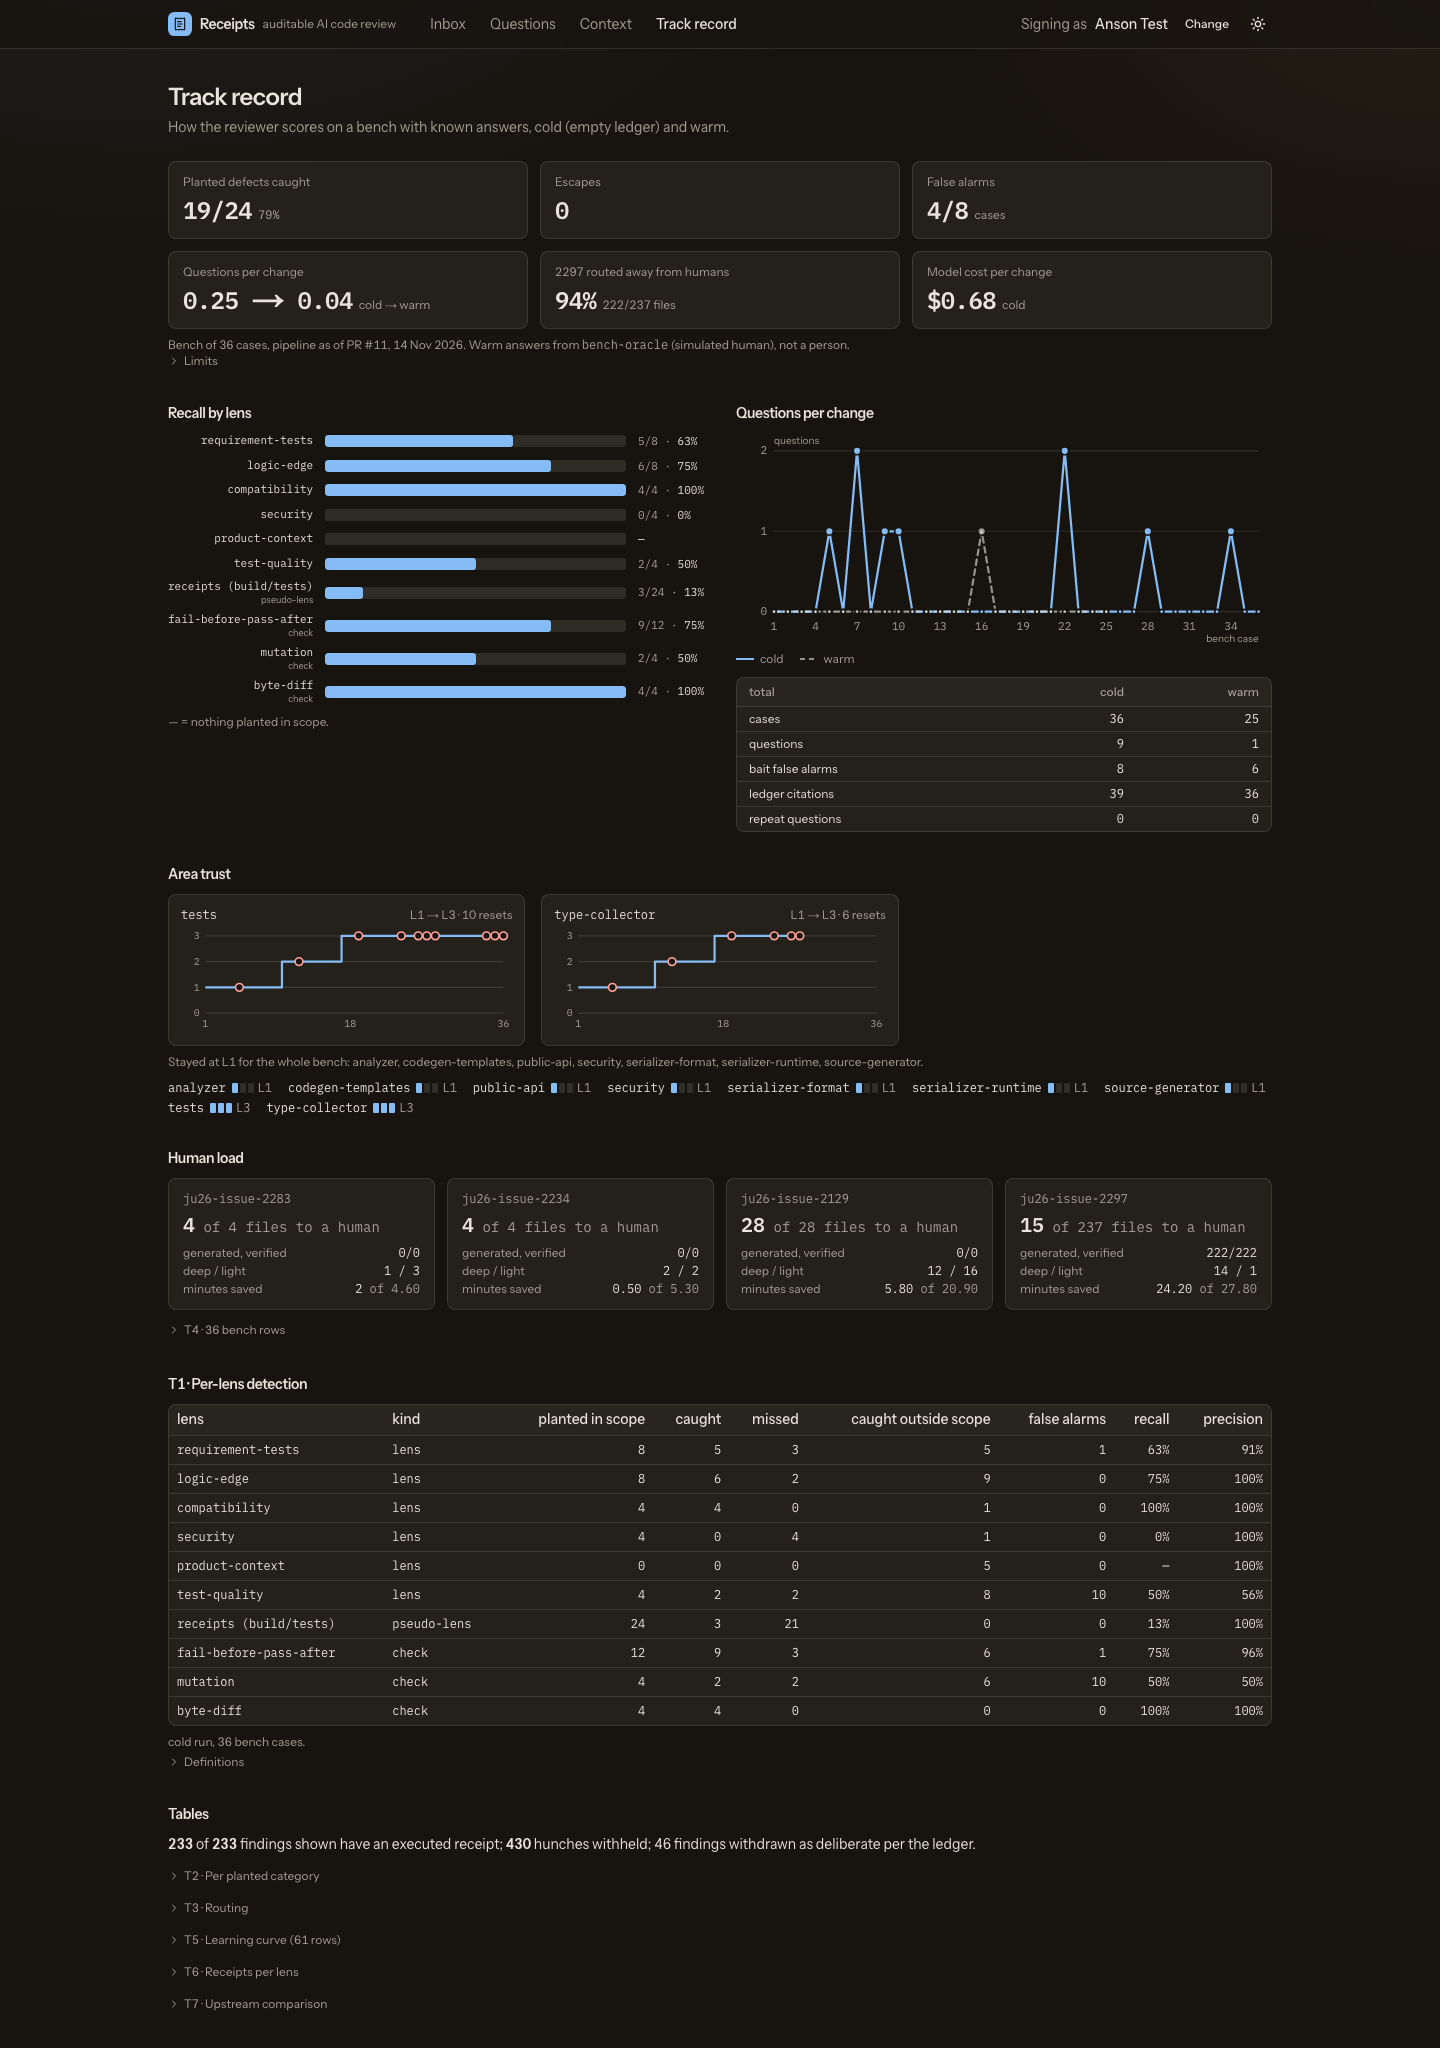 Receipts auditable AI code review Inbox Questions Context Track record Signing as Anson Test Change
Track record
How the reviewer scores on a bench with known answers, cold (empty ledger) and warm.
Planted defects caught
19/24 79%
Escapes
0
False alarms
4/8 cases
Questions per change
0.25 → 0.04 cold → warm
2297 routed away from humans
94% 222/237 files
Model cost per change
$0.68 cold
Bench of 36 cases, pipeline as of PR #11, 14 Nov 2026. Warm answers from bench-oracle (simulated human), not a person.
Limits
Recall by lens
requirement-tests 5/8 · 63%
logic-edge 6/8 · 75%
compatibility 4/4 · 100%
security 0/4 · 0%
product-context —
test-quality 2/4 · 50%
receipts (build/tests) 3/24 · 13%
pseudo-lens
fail-before-pass-after 9/12 · 75%
check
mutation 2/4 · 50%
check
byte-diff 4/4 · 100%
check
— = nothing planted in scope.
Questions per change
questions
2
1
0
1 4 7 10 13 16 19 22 25 28 31 34
bench case
cold warm
total cold warm
cases 36 25
questions 9 1
bait false alarms 8 6
ledger citations 39 36
repeat questions 0 0
Area trust
tests L1 → L3 · 10 resets
3
2
1
0
1 18 36
type-collector L1 → L3 · 6 resets
3
2
1
0
1 18 36
Stayed at L1 for the whole bench: analyzer, codegen-templates, public-api, security, serializer-format, serializer-runtime, source-generator.
analyzer L1 codegen-templates L1 public-api L1 security L1 serializer-format L1 serializer-runtime L1 source-generator L1
tests L3 type-collector L3
Human load
ju26-issue-2283
4 of 4 files to a human
generated, verified 0/0
deep / light 1 / 3
minutes saved 2 of 4.60
ju26-issue-2234
4 of 4 files to a human
generated, verified 0/0
deep / light 2 / 2
minutes saved 0.50 of 5.30
ju26-issue-2129
28 of 28 files to a human
generated, verified 0/0
deep / light 12 / 16
minutes saved 5.80 of 20.90
ju26-issue-2297
15 of 237 files to a human
generated, verified 222/222
deep / light 14 / 1
minutes saved 24.20 of 27.80
T4 · 36 bench rows
T1 · Per-lens detection
lens kind planted in scope caught missed caught outside scope false alarms recall precision
requirement-tests lens 8 5 3 5 1 63% 91%
logic-edge lens 8 6 2 9 0 75% 100%
compatibility lens 4 4 0 1 0 100% 100%
security lens 4 0 4 1 0 0% 100%
product-context lens 0 0 0 5 0 — 100%
test-quality lens 4 2 2 8 10 50% 56%
receipts (build/tests) pseudo-lens 24 3 21 0 0 13% 100%
fail-before-pass-after check 12 9 3 6 1 75% 96%
mutation check 4 2 2 6 10 50% 50%
byte-diff check 4 4 0 0 0 100% 100%
cold run, 36 bench cases.
Definitions
Tables
233 of 233 findings shown have an executed receipt; 430 hunches withheld; 46 findings withdrawn as deliberate per the ledger.
T2 · Per planted category
T3 · Routing
T5 · Learning curve (61 rows)
T6 · Receipts per lens
T7 · Upstream comparison